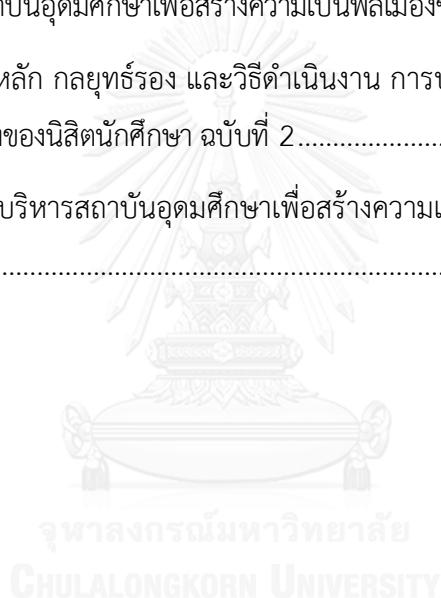 บันอุดมศึกษาเพื่อสร้างความเป็นพลเมือง
หลัก กลยุทธ์รอง และวิธีดำเนินงาน การ
ของนิสิตนักศึกษา ฉบับที่ 2......................
บริหารสถาบันอุดมศึกษาเพื่อสร้างความ
..............................................................
จุฬาลงกรณ์มหาวิทยาลัย
CHULALONGKORN UNIVERSITY